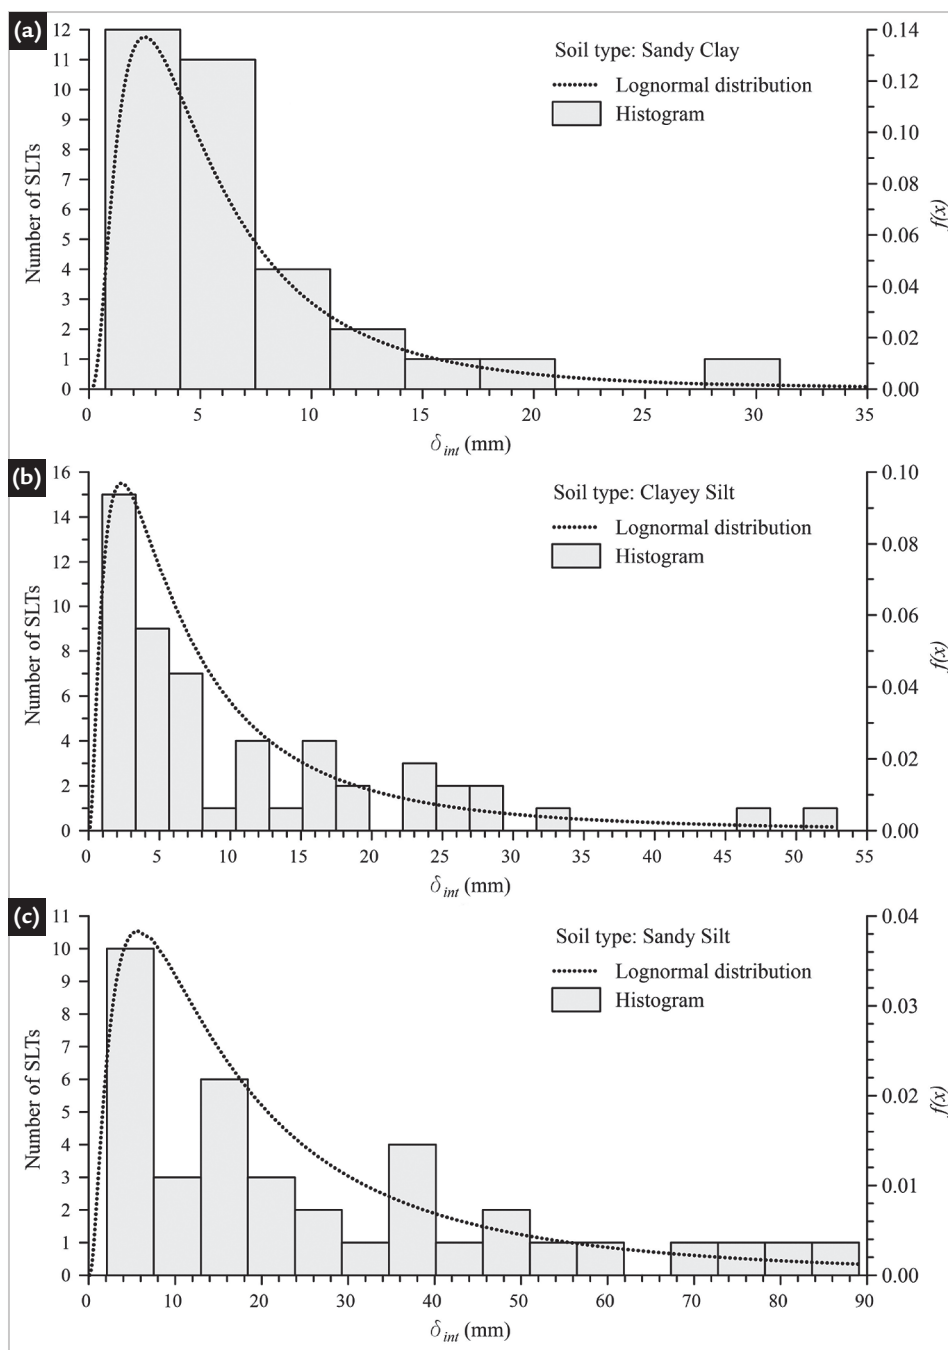 (a)
Soil type: Sandy Clay
Lognormal distribution
Histogram
Number of SLTs
12
11
10
9
8
7
6
5
4
3
2
1
0
0.14
0.12
0.10
0.08
0.06
0.04
0.02
0.00
f(x)
0 5 10 15 20 25 30 35
δint (mm)
(b)
Soil type: Clayey Silt
Lognormal distribution
Histogram
Number of SLTs
16
14
12
10
8
6
4
2
0
0.10
0.08
0.06
0.04
0.02
0.00
f(x)
0 5 10 15 20 25 30 35 40 45 50 55
δint (mm)
(c)
Soil type: Sandy Silt
Lognormal distribution
Histogram
Number of SLTs
11
10
9
8
7
6
5
4
3
2
1
0
0.04
0.03
0.02
0.01
0.00
f(x)
0 10 20 30 40 50 60 70 80 90
δint (mm)